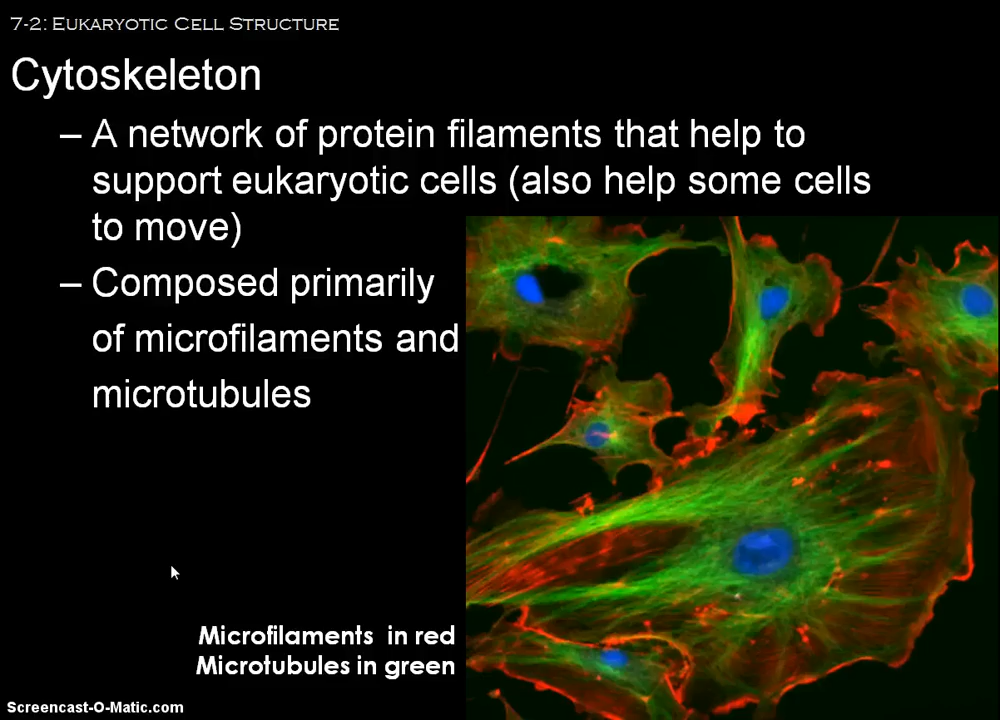 7-2: Eukaryotic Cell Structure
Cytoskeleton
– A network of protein filaments that help to
support eukaryotic cells (also help some cells
to move)
– Composed primarily
of microfilaments and
microtubules
Microfilaments in red
Microtubules in green
Screencast-O-Matic.com